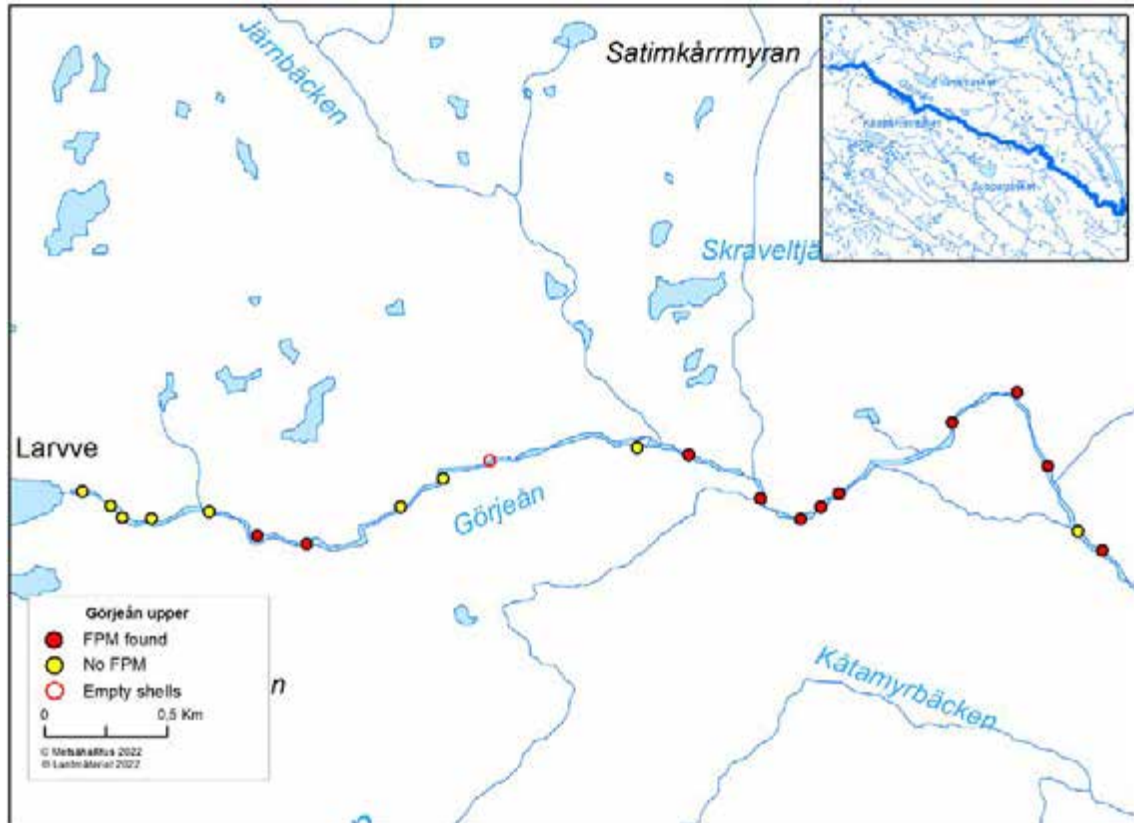 Järnbäcken
Satimkårrmyran
Skraveltjä
Larvve
Görjeån
Kåtamyrbäcken
n
Görjeån upper
FPM found
No FPM
Empty shells
0
0,5 Km
© Metsähallitus 2022
© Lantmäteriet 2022